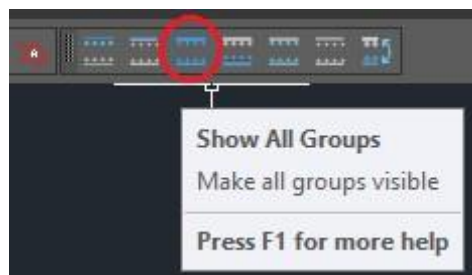 A
Show All Groups
Make all groups visible
Press F1 for more help